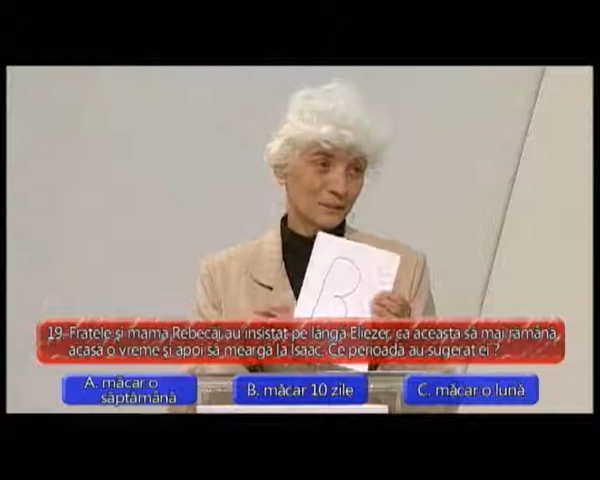 B
19. Fratele și mama Rebecăi au insistat pe lângă Eliezer, ca aceasta să mai rămână
acasă o vreme și apoi să meargă la Isaac. Ce perioadă au sugerat ei ?
A. măcar o
săptămână
B. măcar 10 zile
C. măcar o lună